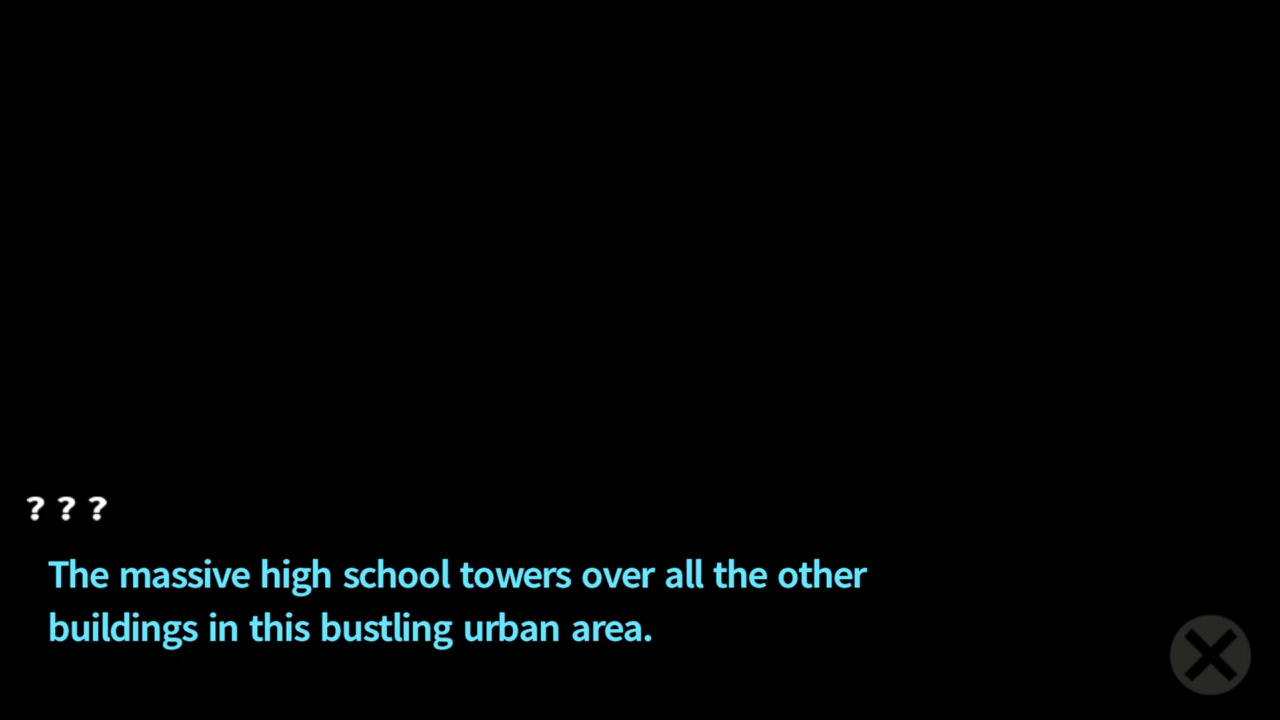 ? ? ?
The massive high school towers over all the other
buildings in this bustling urban area.